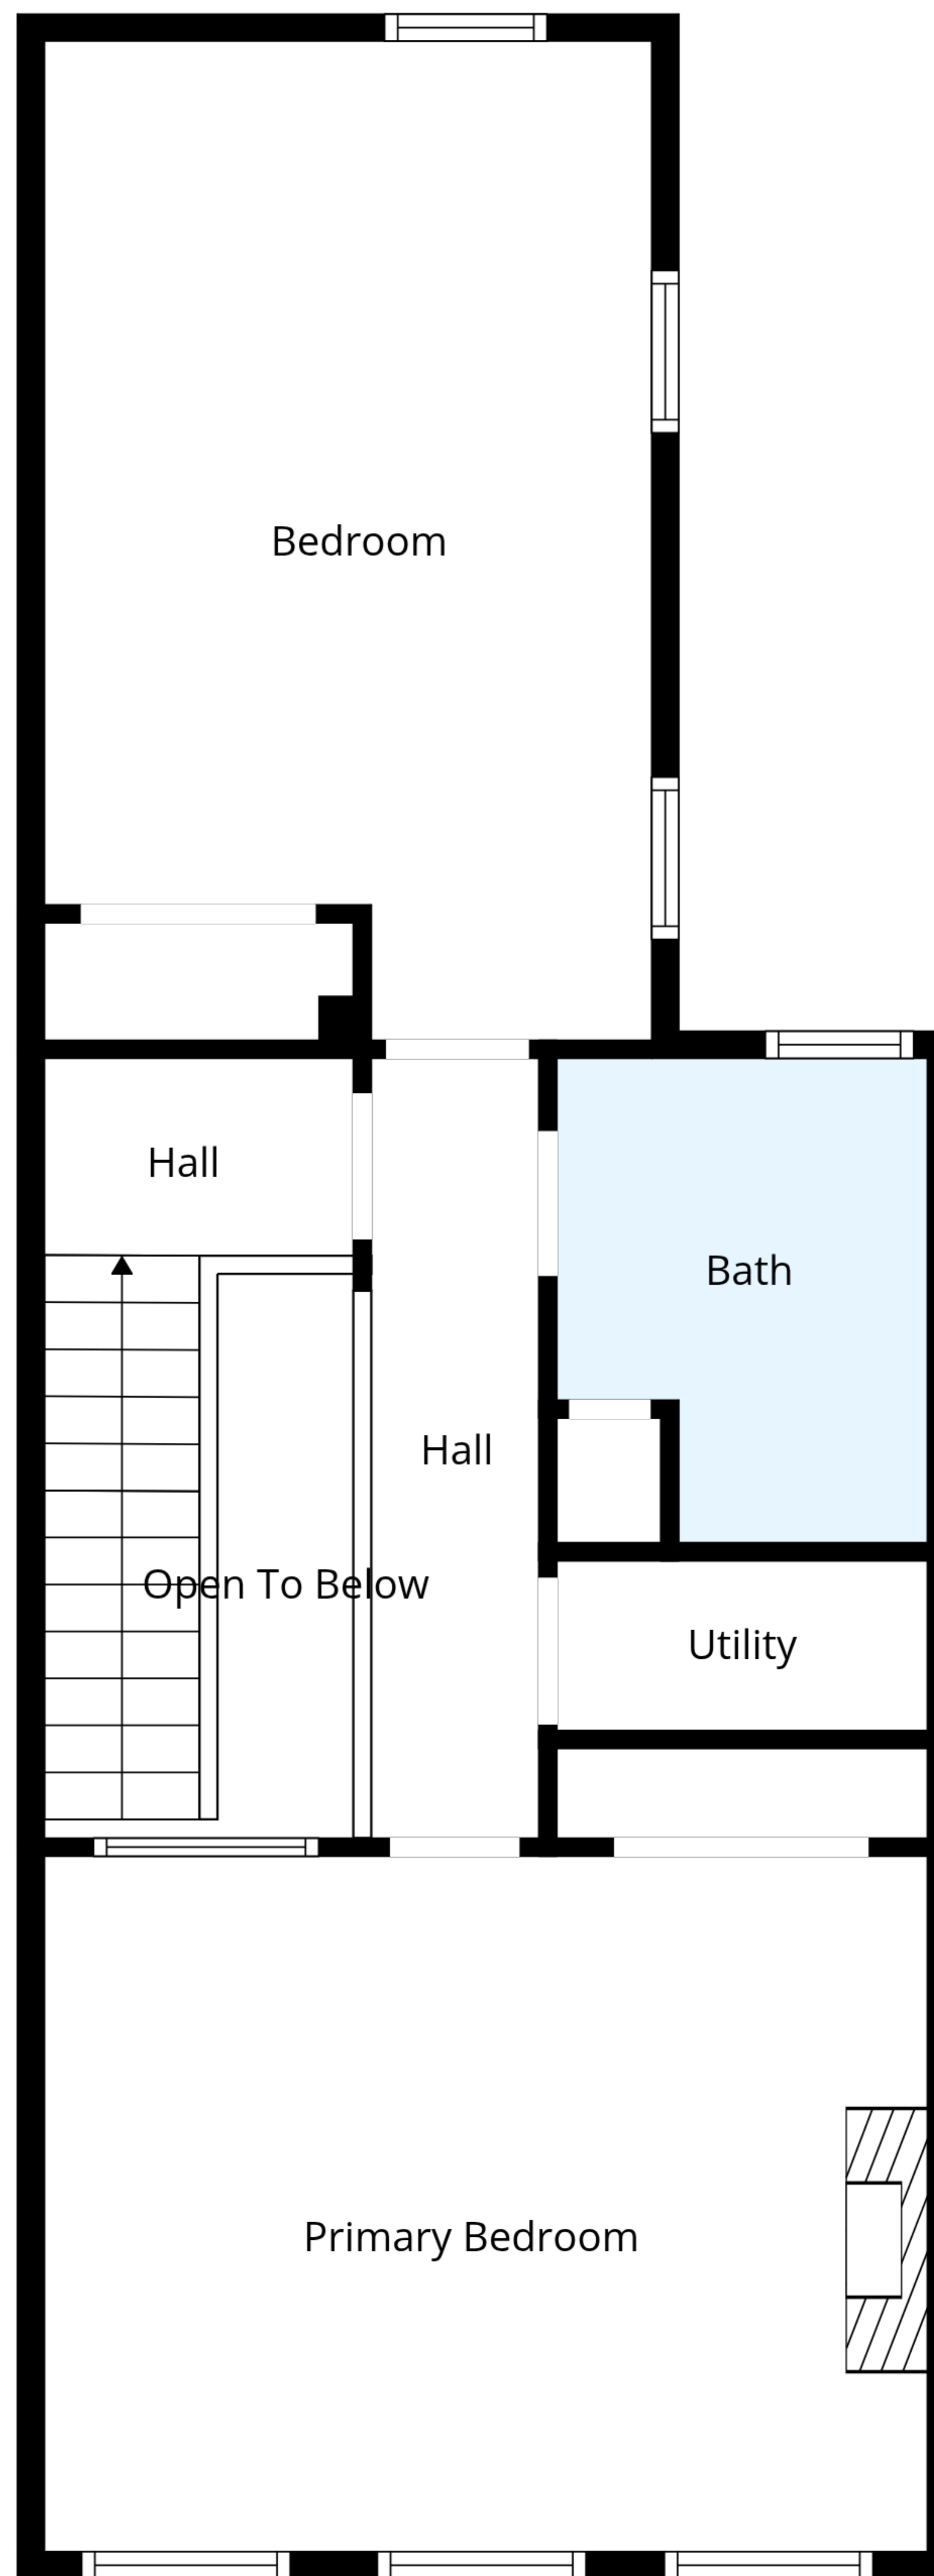 Bedroom
Hall
Bath
Hall
Open To Below
Utility
Primary Bedroom